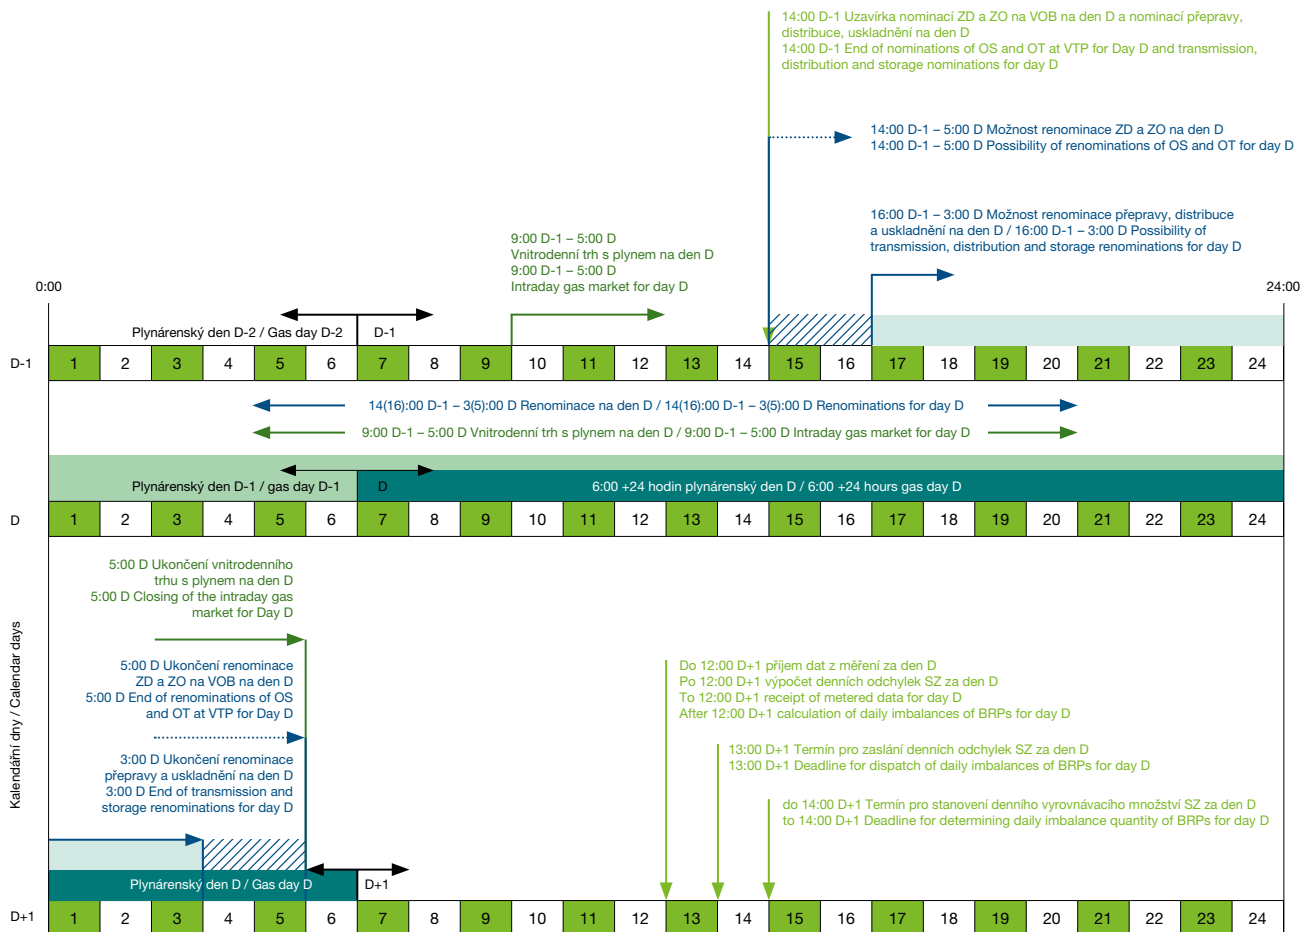 14:00 D-1 Uzavírka nominací ZD a ZO na VOB na den D a nominací přepravy,
distribuce, uskladnění na den D
14:00 D-1 End of nominations of OS and OT at VTP for Day D and transmission,
distribution and storage nominations for day D
14:00 D-1 – 5:00 D Možnost renominace ZD a ZO na den D
14:00 D-1 – 5:00 D Possibility of renominations of OS and OT for day D
16:00 D-1 – 3:00 D Možnost renominace přepravy, distribuce
a uskladnění na den D / 16:00 D-1 – 3:00 D Possibility of
transmission, distribution and storage renominations for day D
9:00 D-1 – 5:00 D
Vnitrodenní trh s plynem na den D
9:00 D-1 – 5:00 D
Intraday gas market for day D
0:00
24:00
Plynárenský den D-2 / Gas day D-2
D-1
D-1
1 2 3 4 5 6 7 8 9 10 11 12 13 14 15 16 17 18 19 20 21 22 23 24
14(16):00 D-1 – 3(5):00 D Renominace na den D / 14(16):00 D-1 – 3(5):00 D Renominations for day D
9:00 D-1 – 5:00 D Vnitrodenní trh s plynem na den D / 9:00 D-1 – 5:00 D Intraday gas market for day D
Plynárenský den D-1 / gas day D-1
D
6:00 +24 hodin plynárenský den D / 6:00 +24 hours gas day D
D
1 2 3 4 5 6 7 8 9 10 11 12 13 14 15 16 17 18 19 20 21 22 23 24
Kalendářní dny / Calendar days
5:00 D Ukončení vnitrodenního
trhu s plynem na den D
5:00 D Closing of the intraday gas
market for Day D
5:00 D Ukončení renominace
ZD a ZO na VOB na den D
5:00 D End of renominations of OS
and OT at VTP for Day D
3:00 D Ukončení renominace
přepravy a uskladnění na den D
3:00 D End of transmission and
storage renominations for day D
Do 12:00 D+1 příjem dat z měření za den D
Po 12:00 D+1 výpočet denních odchylek SZ za den D
To 12:00 D+1 receipt of metered data for day D
After 12:00 D+1 calculation of daily imbalances of BRPs for day D
13:00 D+1 Termín pro zaslání denních odchylek SZ za den D
13:00 D+1 Deadline for dispatch of daily imbalances of BRPs for day D
do 14:00 D+1 Termín pro stanovení denního vyrovnávacího množství SZ za den D
to 14:00 D+1 Deadline for determining daily imbalance quantity of BRPs for day D
Plynárenský den D / Gas day D
D+1
D+1
1 2 3 4 5 6 7 8 9 10 11 12 13 14 15 16 17 18 19 20 21 22 23 24